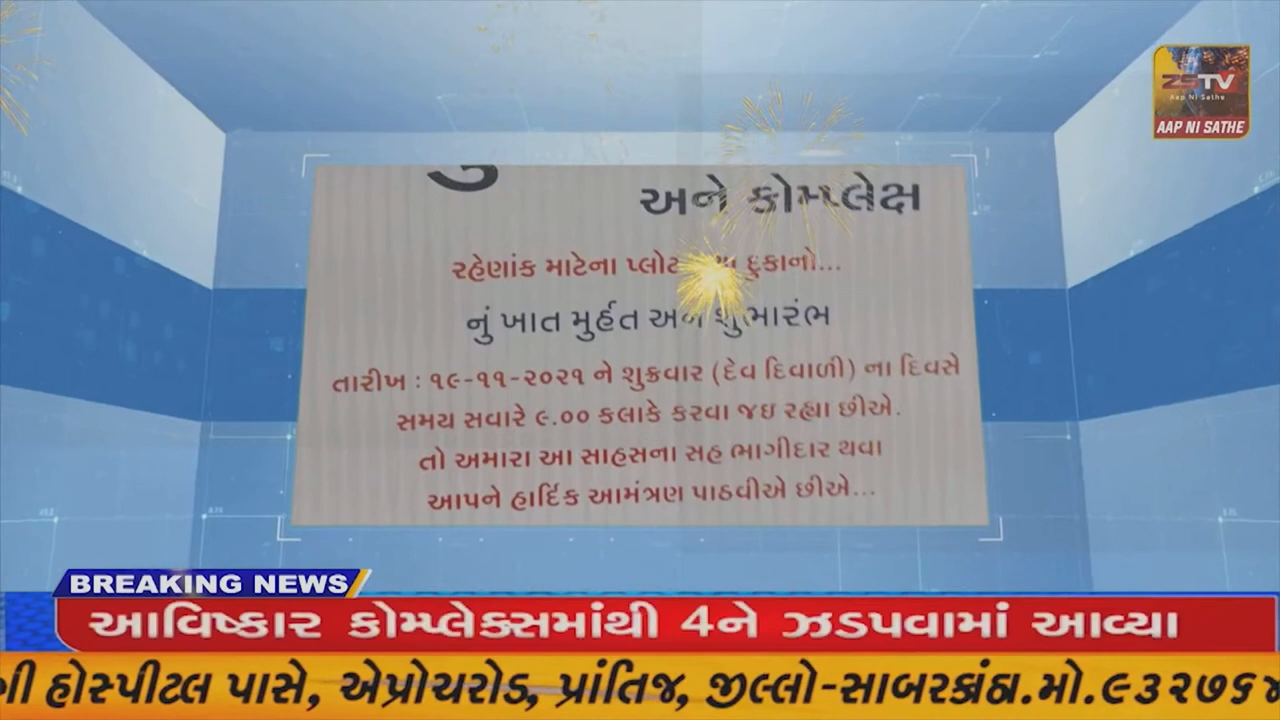 ZSTV
Aap Ni Sathe
AAP NI SATHE
અને કોમ્પ્લેક્ષ
રહેણાંક માટેના પ્લોટ દુકાનો...
નું ખાત મુર્હત અને શુભારંભ
તારીખ : ૧૯-૧૧-૨૦૨૧ ને શુક્રવાર (દેવ દિવાળી) ના દિવસે
સમય સવારે ૯.૦૦ કલાકે કરવા જઇ રહ્યા છીએ.
તો અમારા આ સાહસના સહ ભાગીદાર થવા
આપને હાર્દિક આમંત્રણ પાઠવીએ છીએ...
BREAKING NEWS
આવિષ્કાર કોમ્પ્લેક્સમાંથી 4ને ઝડપવામાં આવ્યા
હોસ્પીટલ પાસે, એપ્રોચરોડ, પ્રાંતિજ, જીલ્લો-સાબરકાંઠા.મો.૯૩૨૭૬૪